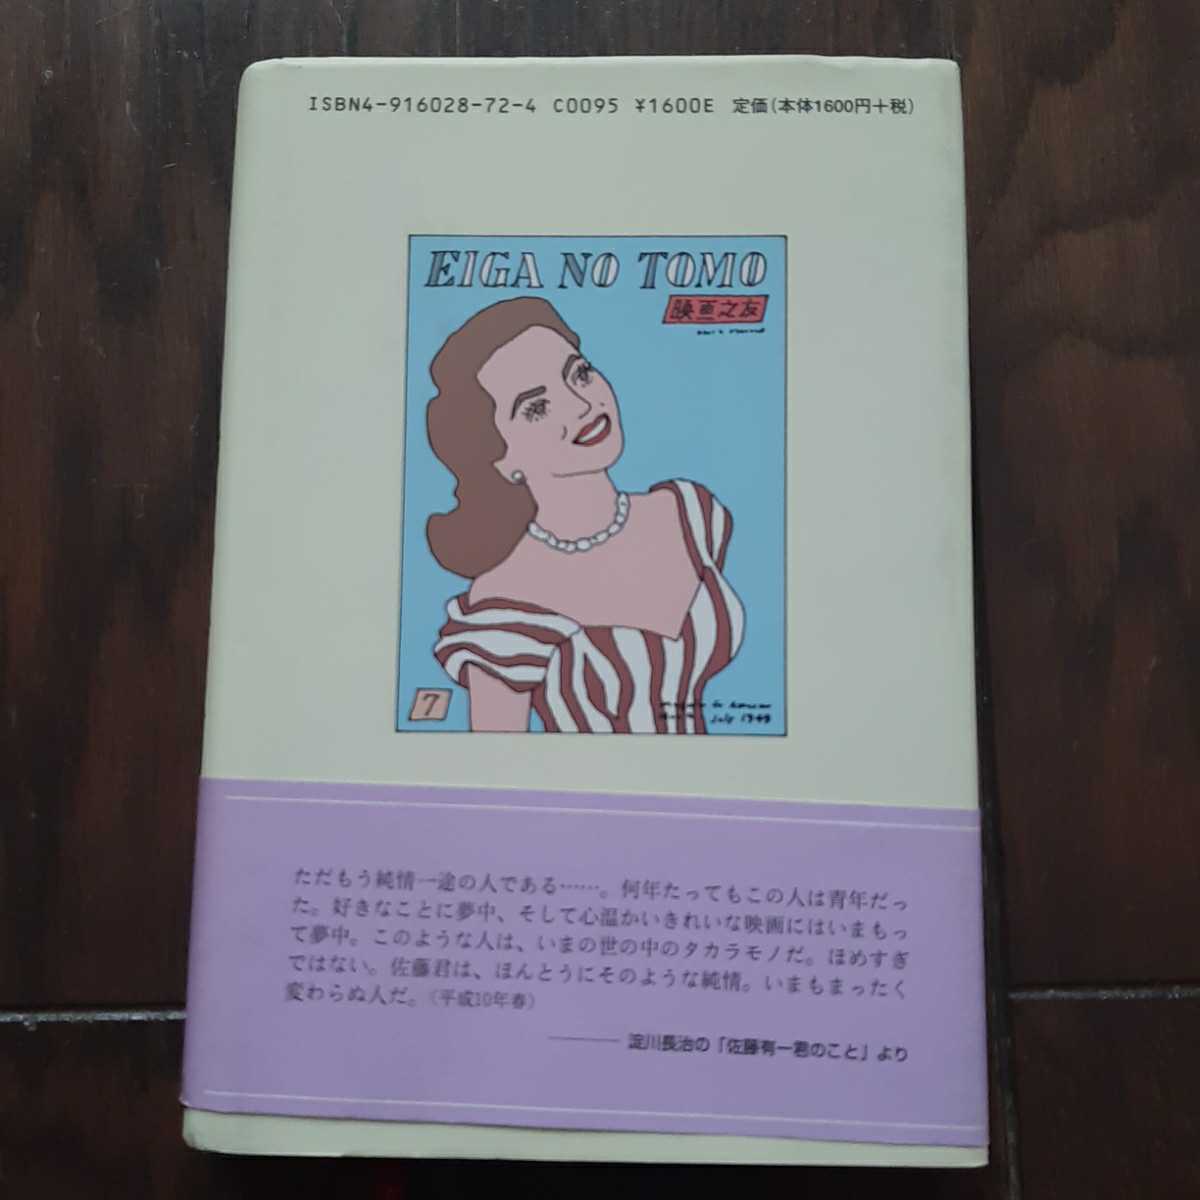 ISBN4-916028-72-4 C0095 ¥1600E 定価(本体1600円+税)
EIGA NO TOMO
映画之友
7
July 1949
ただもう純情一途の人である……。何年たってもこの人は青年だっ
た。好きなことに夢中、そして心温かいきれいな映画にはいまもっ
て夢中。このような人は、いまの世の中のタカラモノだ。ほめすぎ
ではない。佐藤君は、ほんとうにそのような純情。いまもまったく
変わらぬ人だ。(平成10年春)
――― 淀川長治の「佐藤有一君のこと」より